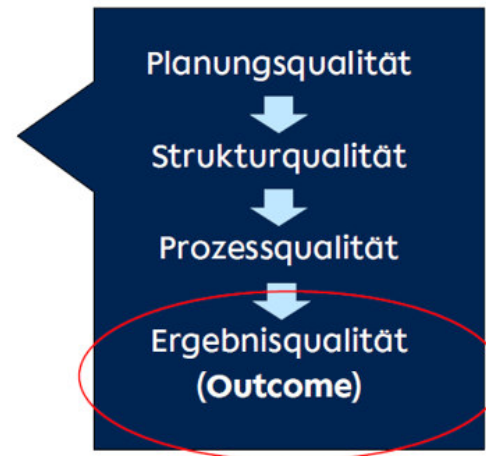 Planungsqualität
Strukturqualität
Prozessqualität
Ergebnisqualität
(Outcome)